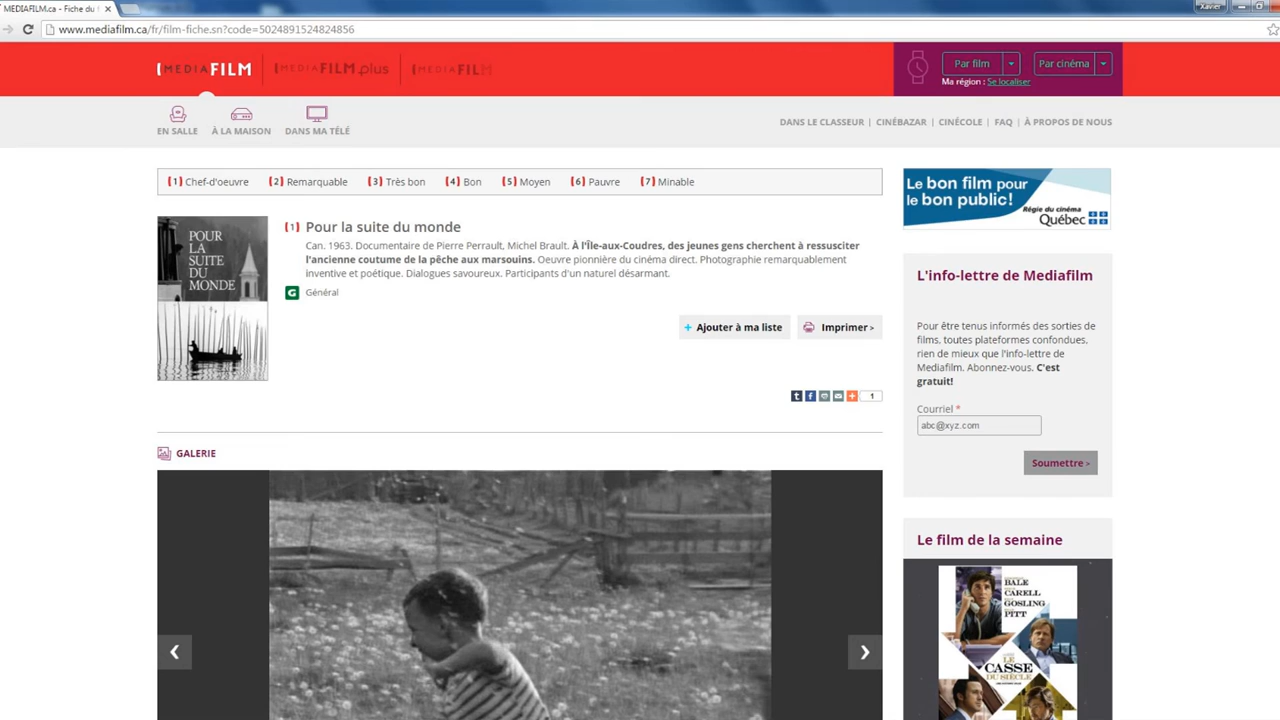 MEDIAFILM.ca - Fiche du f
Xavier
www.mediafilm.ca/fr/film-fiche.sn?code=5024891524824856
MEDIAFILM
MEDIAFILM.plus
MEDIAFILM
Par film
Par cinéma
Ma région : Se localiser
EN SALLE
À LA MAISON
DANS MA TÉLÉ
DANS LE CLASSEUR | CINÉBAZAR | CINÉCOLE | FAQ | À PROPOS DE NOUS
(1) Chef-d'oeuvre (2) Remarquable (3) Très bon (4) Bon (5) Moyen (6) Pauvre (7) Minable
POUR
LA
SUITE
DU
MONDE
(1) Pour la suite du monde
Can. 1963. Documentaire de Pierre Perrault, Michel Brault. À l'Île-aux-Coudres, des jeunes gens cherchent à ressusciter
l'ancienne coutume de la pêche aux marsouins. Oeuvre pionnière du cinéma direct. Photographie remarquablement
inventive et poétique. Dialogues savoureux. Participants d'un naturel désarmant.
G Général
+ Ajouter à ma liste
Imprimer >
1
GALERIE
Le bon film pour
le bon public!
Régie du cinéma
Québec
L'info-lettre de Mediafilm
Pour être tenus informés des sorties de
films, toutes plateformes confondues,
rien de mieux que l'info-lettre de
Mediafilm. Abonnez-vous. C'est
gratuit!
Courriel *
abc@xyz.com
Soumettre >
Le film de la semaine
BALE
CARELL
GOSLING
PITT
LE
CASSE
DU SIÈCLE